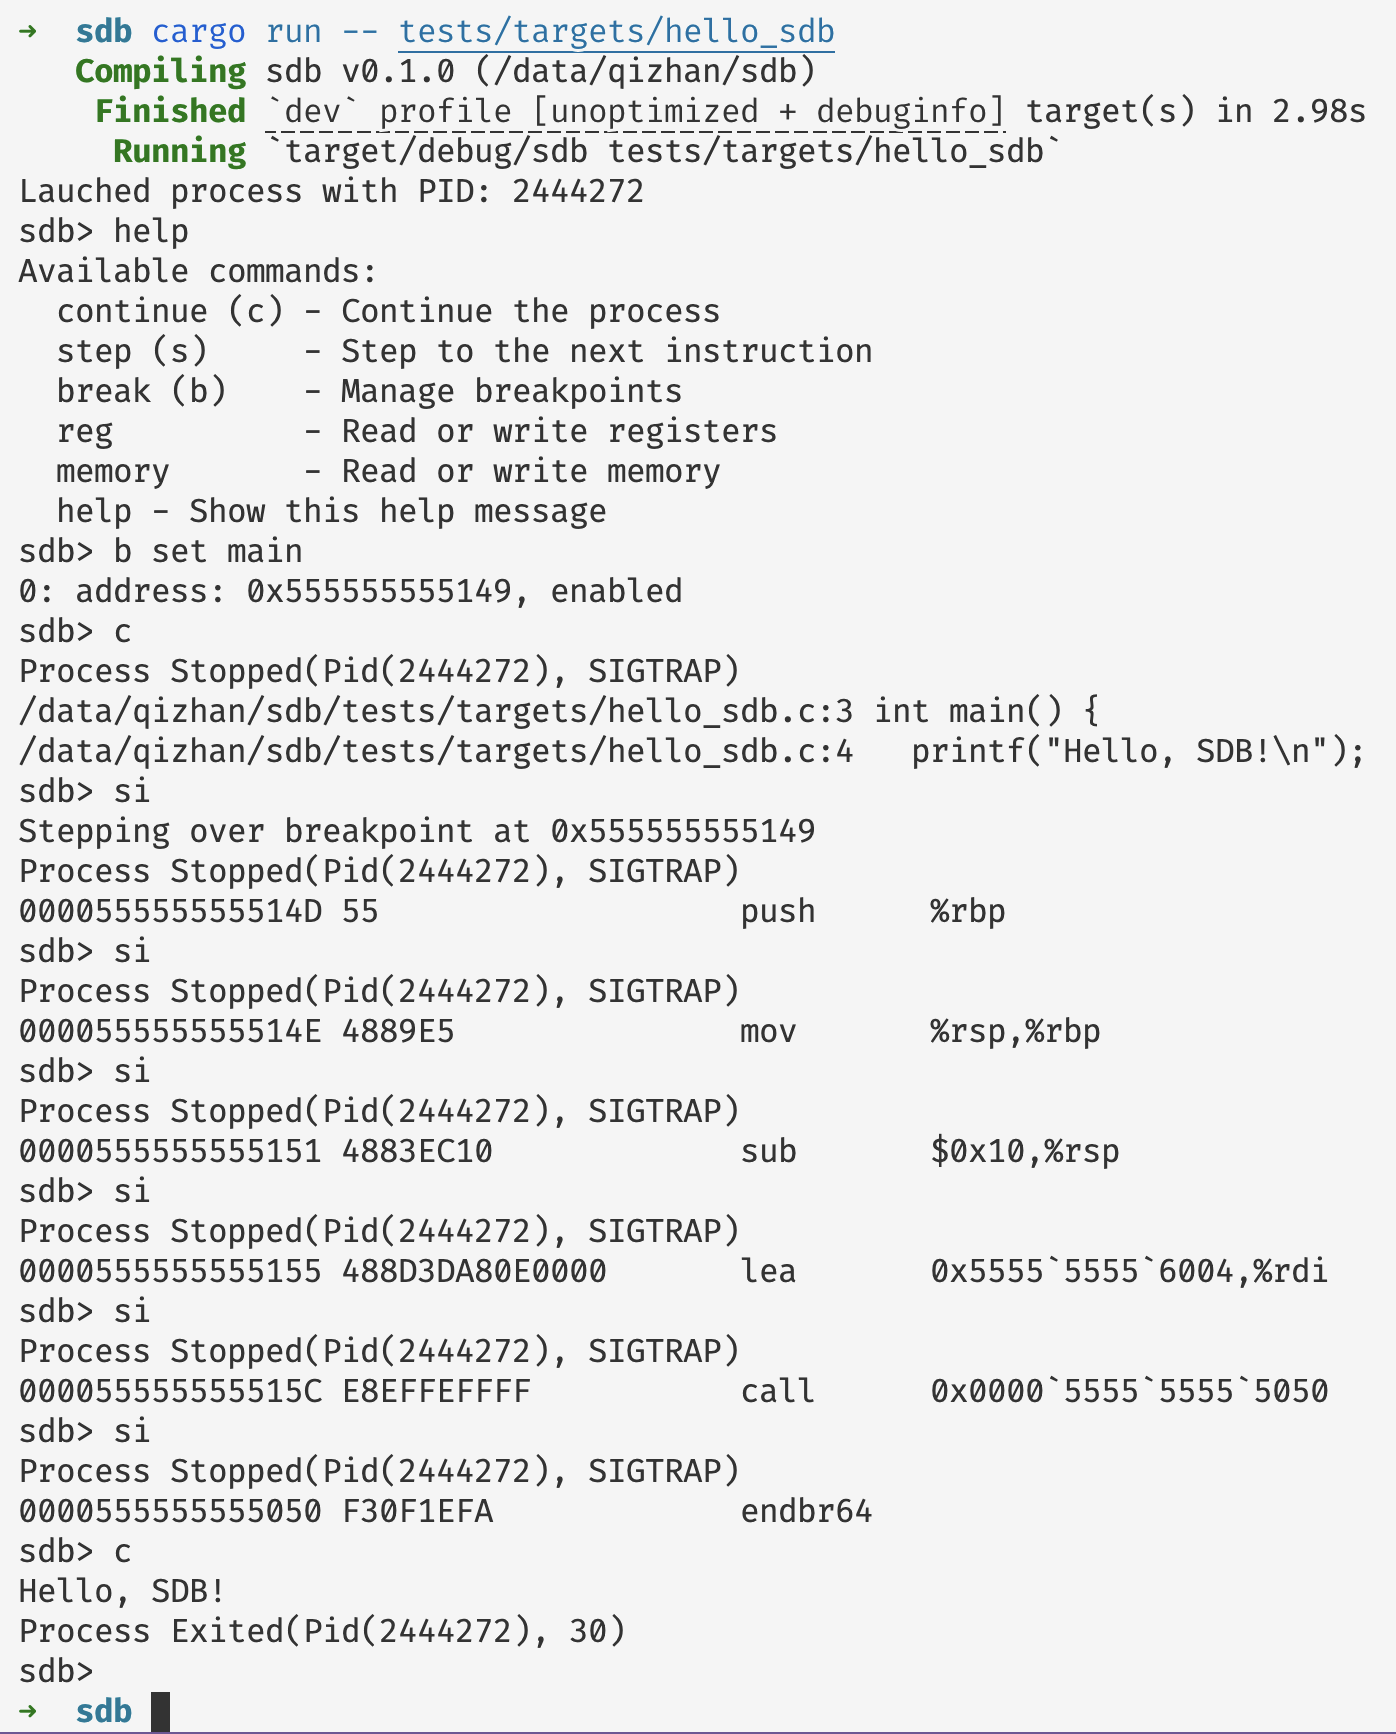 → sdb cargo run -- tests/targets/hello_sdb
   Compiling sdb v0.1.0 (/data/qizhan/sdb)
    Finished `dev` profile [unoptimized + debuginfo] target(s) in 2.98s
     Running `target/debug/sdb tests/targets/hello_sdb`
Lauched process with PID: 2444272
sdb> help
Available commands:
  continue (c) - Continue the process
  step (s)     - Step to the next instruction
  break (b)    - Manage breakpoints
  reg          - Read or write registers
  memory       - Read or write memory
  help - Show this help message
sdb> b set main
0: address: 0x555555555149, enabled
sdb> c
Process Stopped(Pid(2444272), SIGTRAP)
/data/qizhan/sdb/tests/targets/hello_sdb.c:3 int main() {
/data/qizhan/sdb/tests/targets/hello_sdb.c:4   printf("Hello, SDB!\n");
sdb> si
Stepping over breakpoint at 0x555555555149
Process Stopped(Pid(2444272), SIGTRAP)
000055555555514D 55                   push      %rbp
sdb> si
Process Stopped(Pid(2444272), SIGTRAP)
000055555555514E 4889E5               mov       %rsp,%rbp
sdb> si
Process Stopped(Pid(2444272), SIGTRAP)
0000555555555151 4883EC10             sub       $0x10,%rsp
sdb> si
Process Stopped(Pid(2444272), SIGTRAP)
0000555555555155 488D3DA80E0000       lea       0x5555`5555`6004,%rdi
sdb> si
Process Stopped(Pid(2444272), SIGTRAP)
000055555555515C E8EFFEFFFF           call      0x0000`5555`5555`5050
sdb> si
Process Stopped(Pid(2444272), SIGTRAP)
0000555555555050 F30F1EFA             endbr64
sdb> c
Hello, SDB!
Process Exited(Pid(2444272), 30)
sdb>
→ sdb